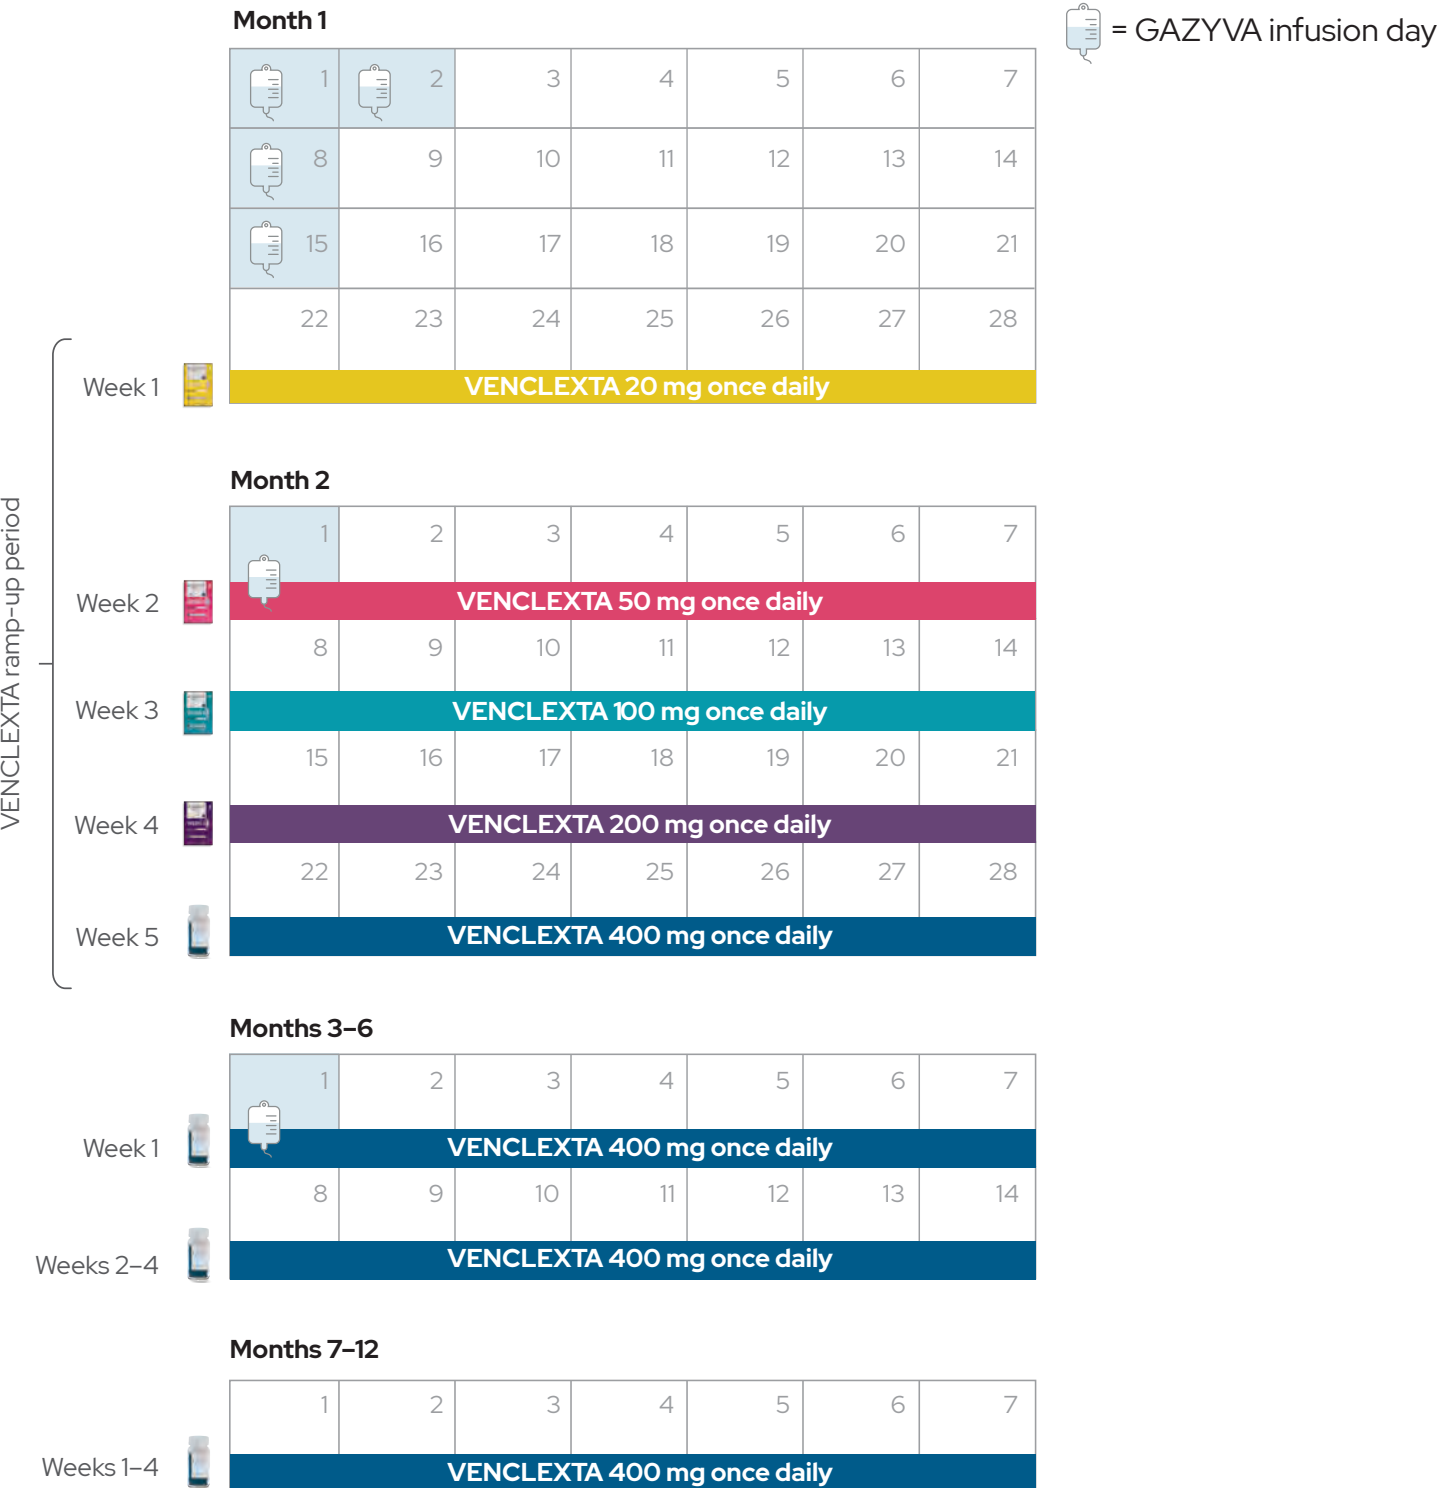 Month 1
= GAZYVA infusion day
1 2 3 4 5 6 7
8 9 10 11 12 13 14
15 16 17 18 19 20 21
22 23 24 25 26 27 28
Week 1 VENCLEXTA 20 mg once daily
VENCLEXTA ramp-up period
Month 2
1 2 3 4 5 6 7
Week 2 VENCLEXTA 50 mg once daily
8 9 10 11 12 13 14
Week 3 VENCLEXTA 100 mg once daily
15 16 17 18 19 20 21
Week 4 VENCLEXTA 200 mg once daily
22 23 24 25 26 27 28
Week 5 VENCLEXTA 400 mg once daily
Months 3–6
1 2 3 4 5 6 7
Week 1 VENCLEXTA 400 mg once daily
8 9 10 11 12 13 14
Weeks 2–4 VENCLEXTA 400 mg once daily
Months 7–12
1 2 3 4 5 6 7
Weeks 1–4 VENCLEXTA 400 mg once daily